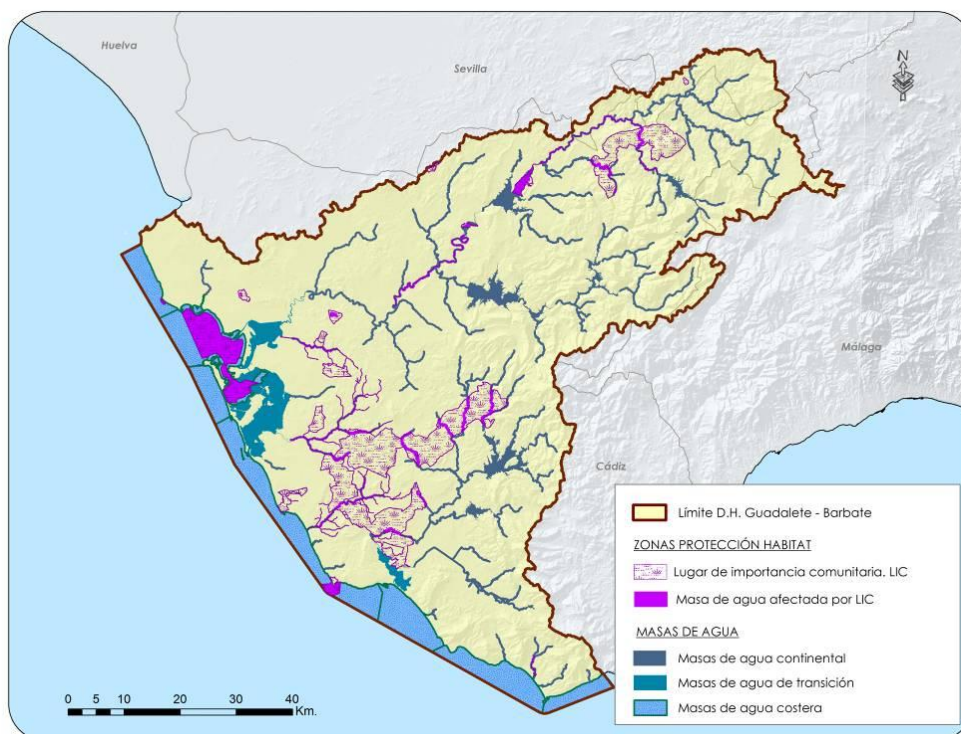 Huelva
Sevilla
N
Málaga
Cádiz
Límite D.H. Guadalete - Barbate
ZONAS PROTECCIÓN HABITAT
Lugar de importancia comunitaria. LIC
Masa de agua afectada por LIC
MASAS DE AGUA
Masas de agua continental
Masas de agua de transición
Masas de agua costera
0 5 10 20 30 40
Km.